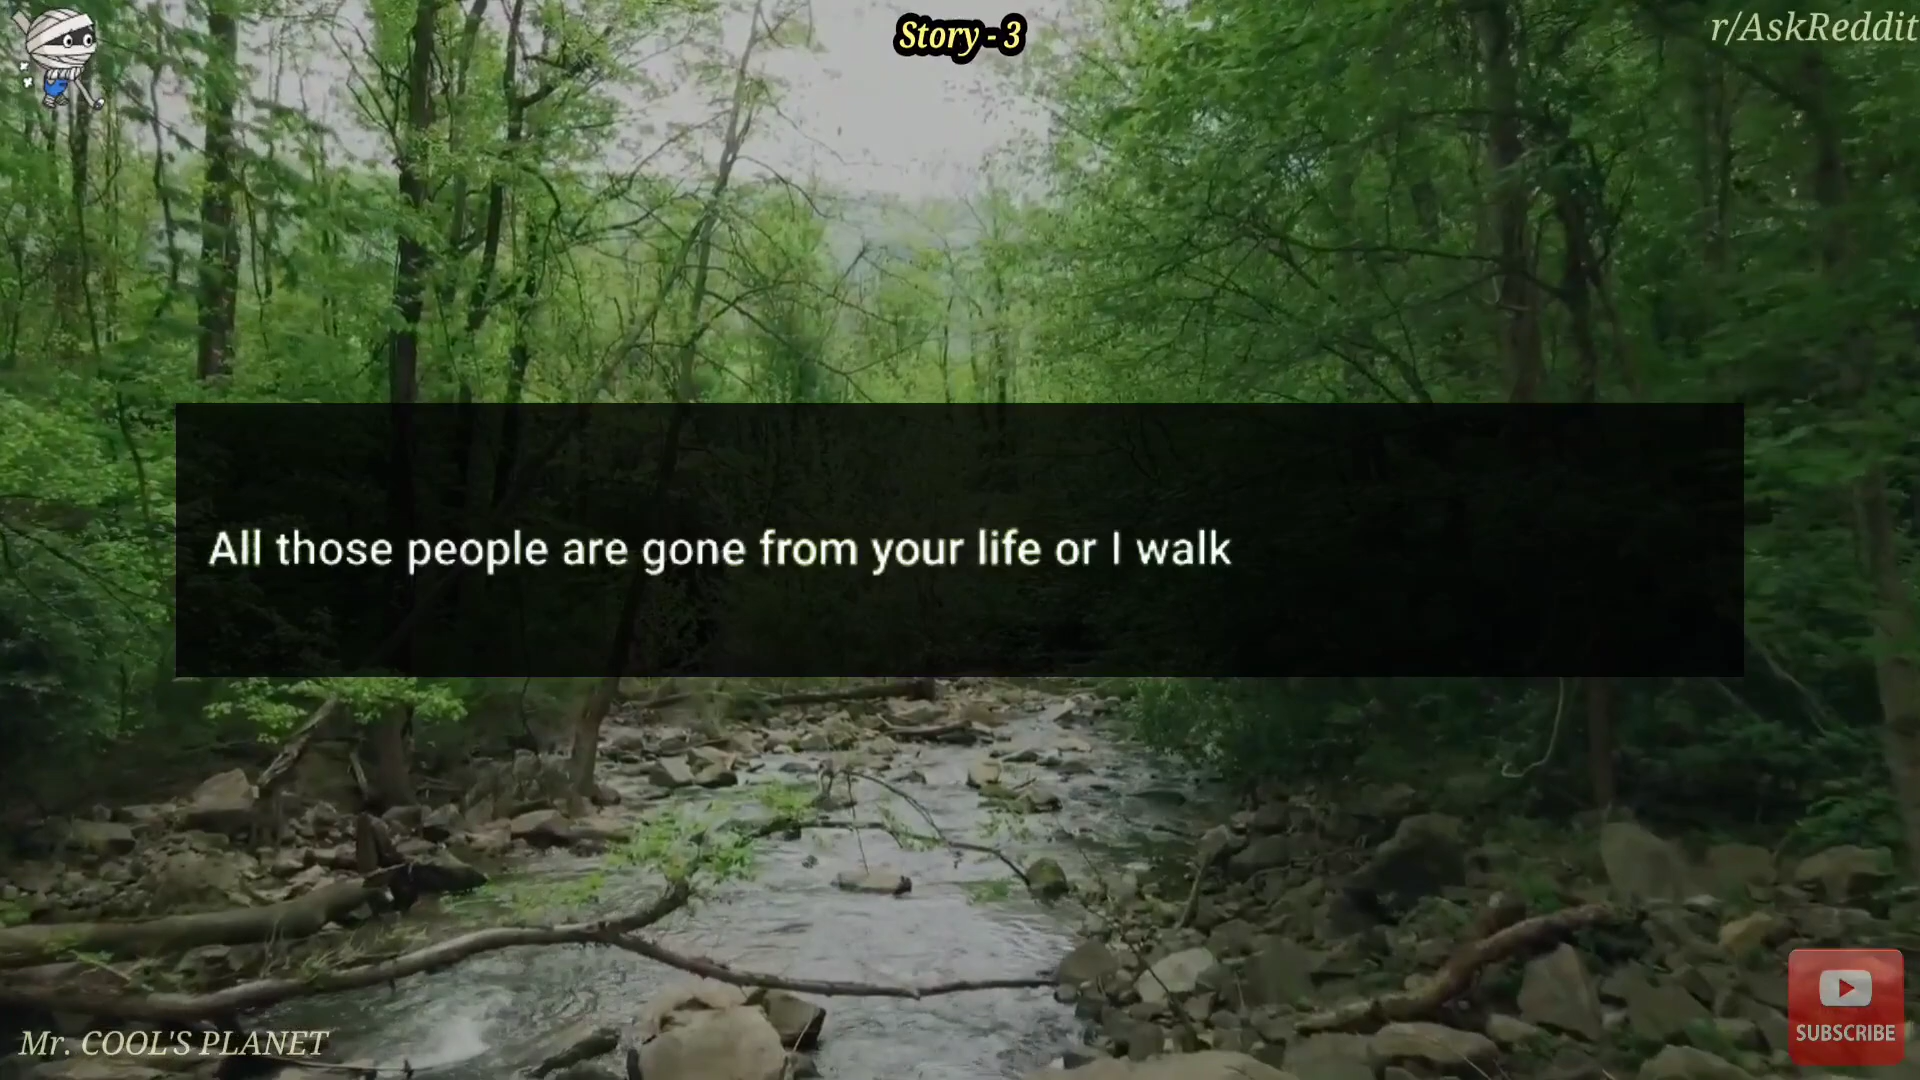 Story - 3
r/AskReddit
All those people are gone from your life or I walk
Mr. COOL'S PLANET
SUBSCRIBE